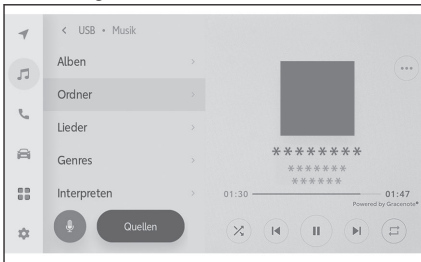 < USB • Musik
Alben >
Ordner >
Lieder >
Genres >
Interpreten >
Quellen
********
*******
******
01:30 01:47
Powered by Gracenote®